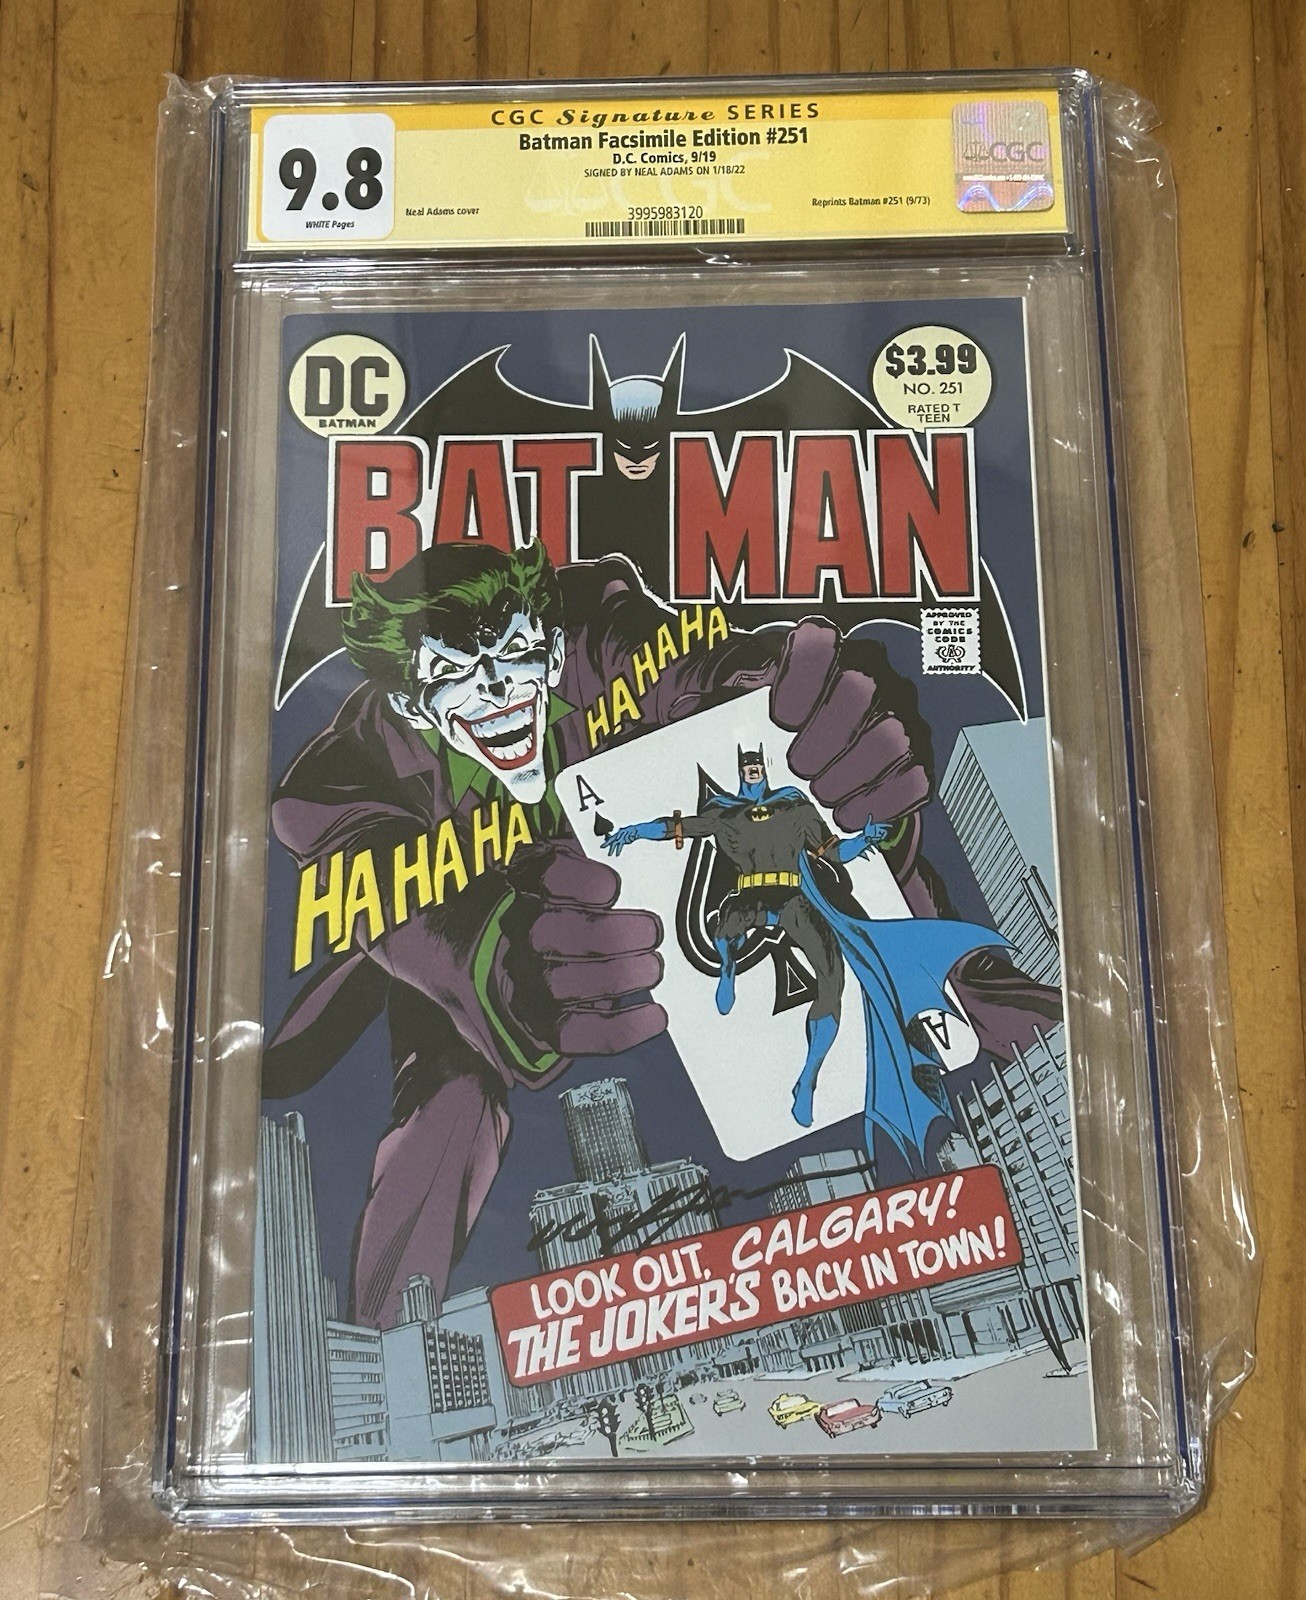 CGC Signature SERIES
Batman Facsimile Edition #251
D.C. Comics, 9/19
SIGNED BY NEAL ADAMS ON 1/18/22
9.8
WHITE Pages
Neal Adams cover
3995983120
Reprints Batman #251 (9/73)
CGC
DC
BATMAN
$3.99
NO. 251
RATED T
TEEN
BATMAN
APPROVED
BY THE
COMICS
CODE
AUTHORITY
HA HA HA HA
HA HA HA HA
A
A
LOOK OUT, CALGARY!
THE JOKER'S BACK IN TOWN!